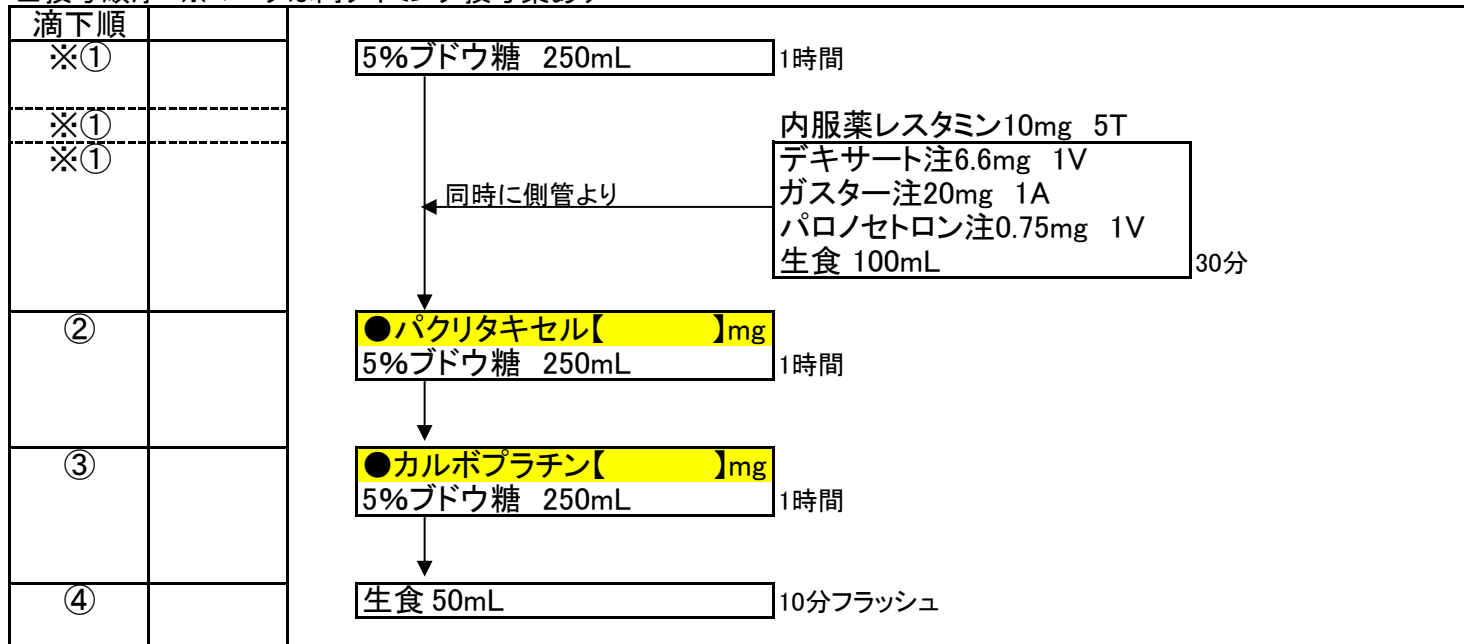 滴下順
※① 5%ブドウ糖 250mL 1時間
※① 内服薬レスタミン10mg 5T
※① デキサート注6.6mg 1V
ガスター注20mg 1A
同時に側管より
パロノセトロン注0.75mg 1V
生食 100mL 30分
② ●パクリタキセル【 】mg
5%ブドウ糖 250mL 1時間
③ ●カルボプラチン【 】mg
5%ブドウ糖 250mL 1時間
④ 生食 50mL 10分フラッシュ